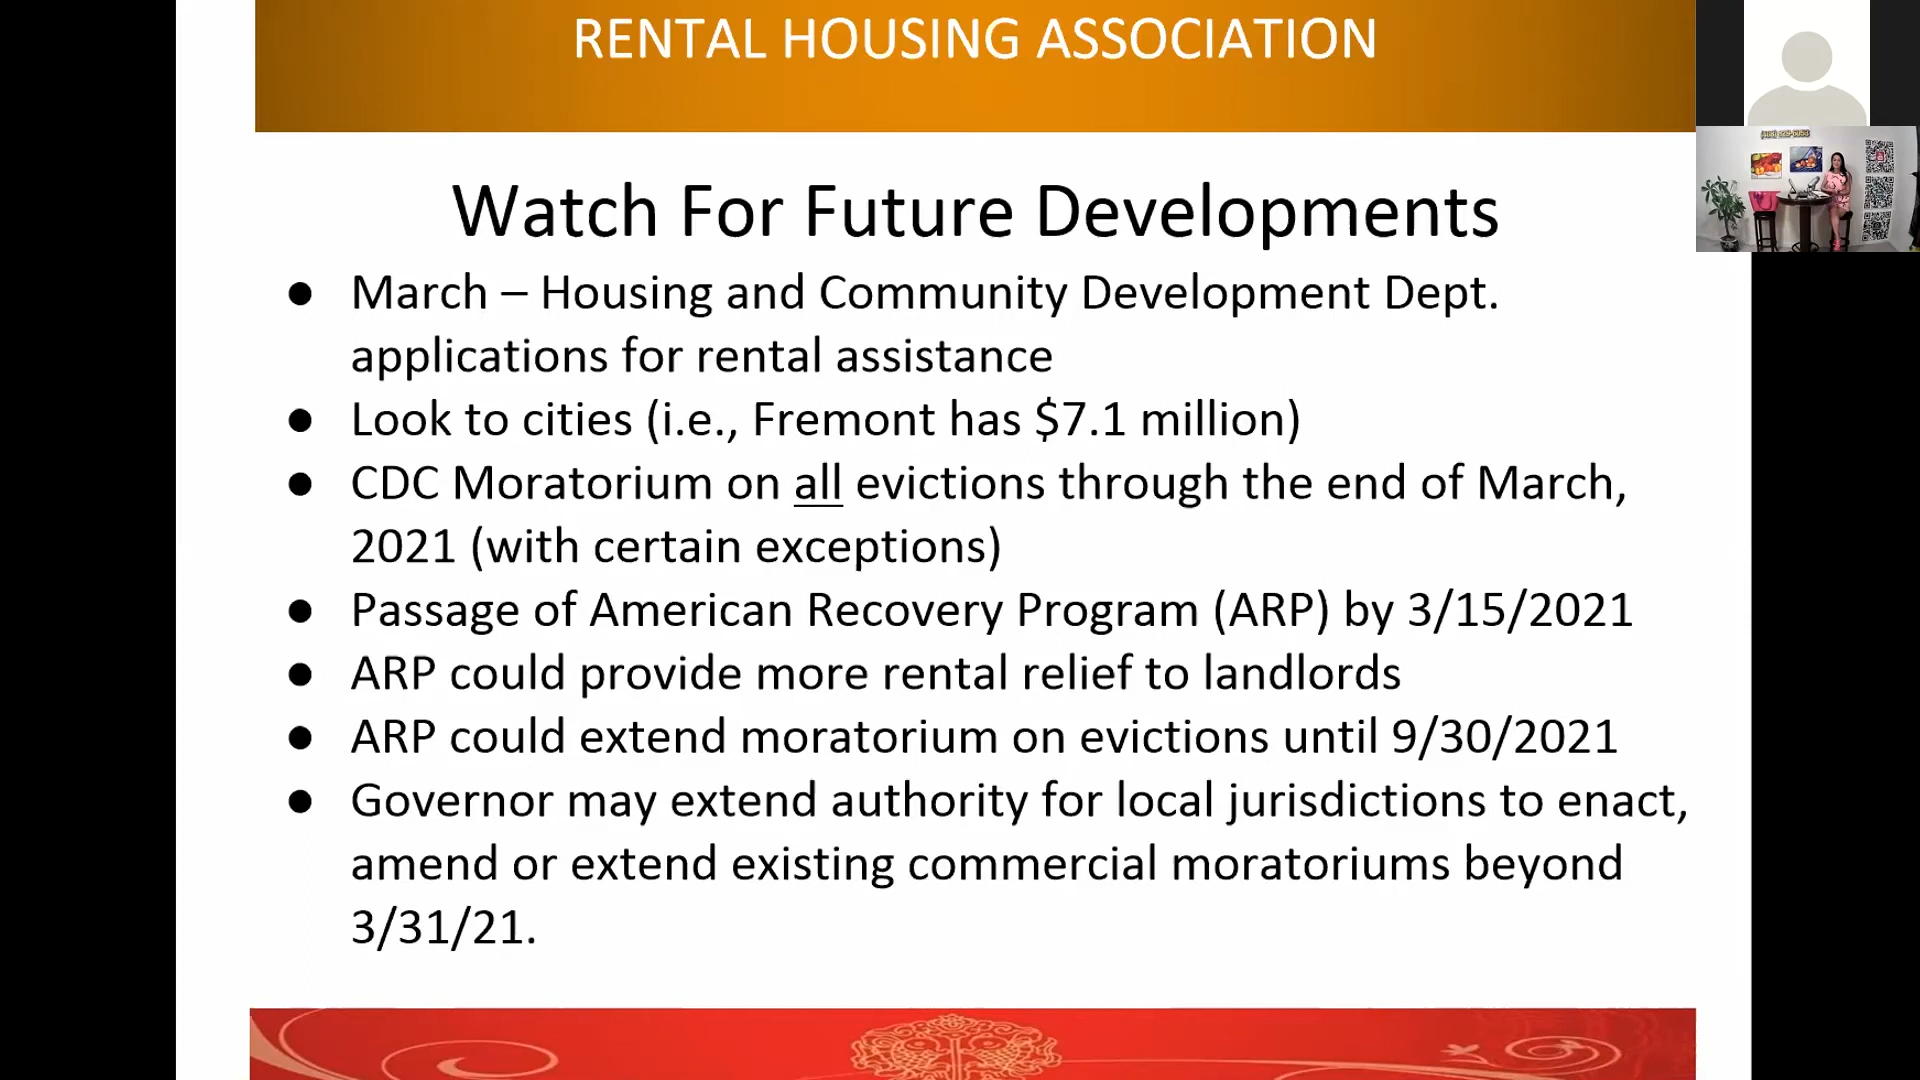 RENTAL HOUSING ASSOCIATION
Watch For Future Developments
● March – Housing and Community Development Dept.
applications for rental assistance
● Look to cities (i.e., Fremont has $7.1 million)
● CDC Moratorium on all evictions through the end of March,
2021 (with certain exceptions)
● Passage of American Recovery Program (ARP) by 3/15/2021
● ARP could provide more rental relief to landlords
● ARP could extend moratorium on evictions until 9/30/2021
● Governor may extend authority for local jurisdictions to enact,
amend or extend existing commercial moratoriums beyond
3/31/21.